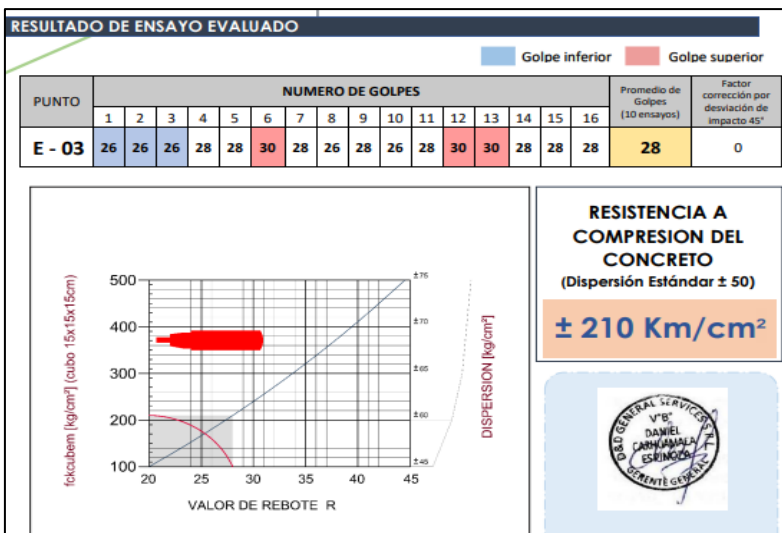 RESULTADO DE ENSAYO EVALUADO
Golpe inferior Golpe superior
PUNTO NUMERO DE GOLPES Promedio de Golpes (10 ensayos) Factor corrección por desviación de impacto 45°
1 2 3 4 5 6 7 8 9 10 11 12 13 14 15 16
E - 03 26 26 26 28 28 30 28 26 28 26 28 30 30 28 28 28 28 0
fckcubem [kg/cm²] (cubo 15x15x15cm)
500
400
300
200
100
20 25 30 35 40 45
VALOR DE REBOTE R
±75
±70
±65
±60
±45
DISPERSION [kg/cm²]
RESISTENCIA A
COMPRESION DEL
CONCRETO
(Dispersión Estándar ± 50)
± 210 Km/cm²
D&D GENERAL SERVICES S.R.L
V°B°
DANIEL
CARHUAMALA
ESPINOZA
GERENTE GENERAL